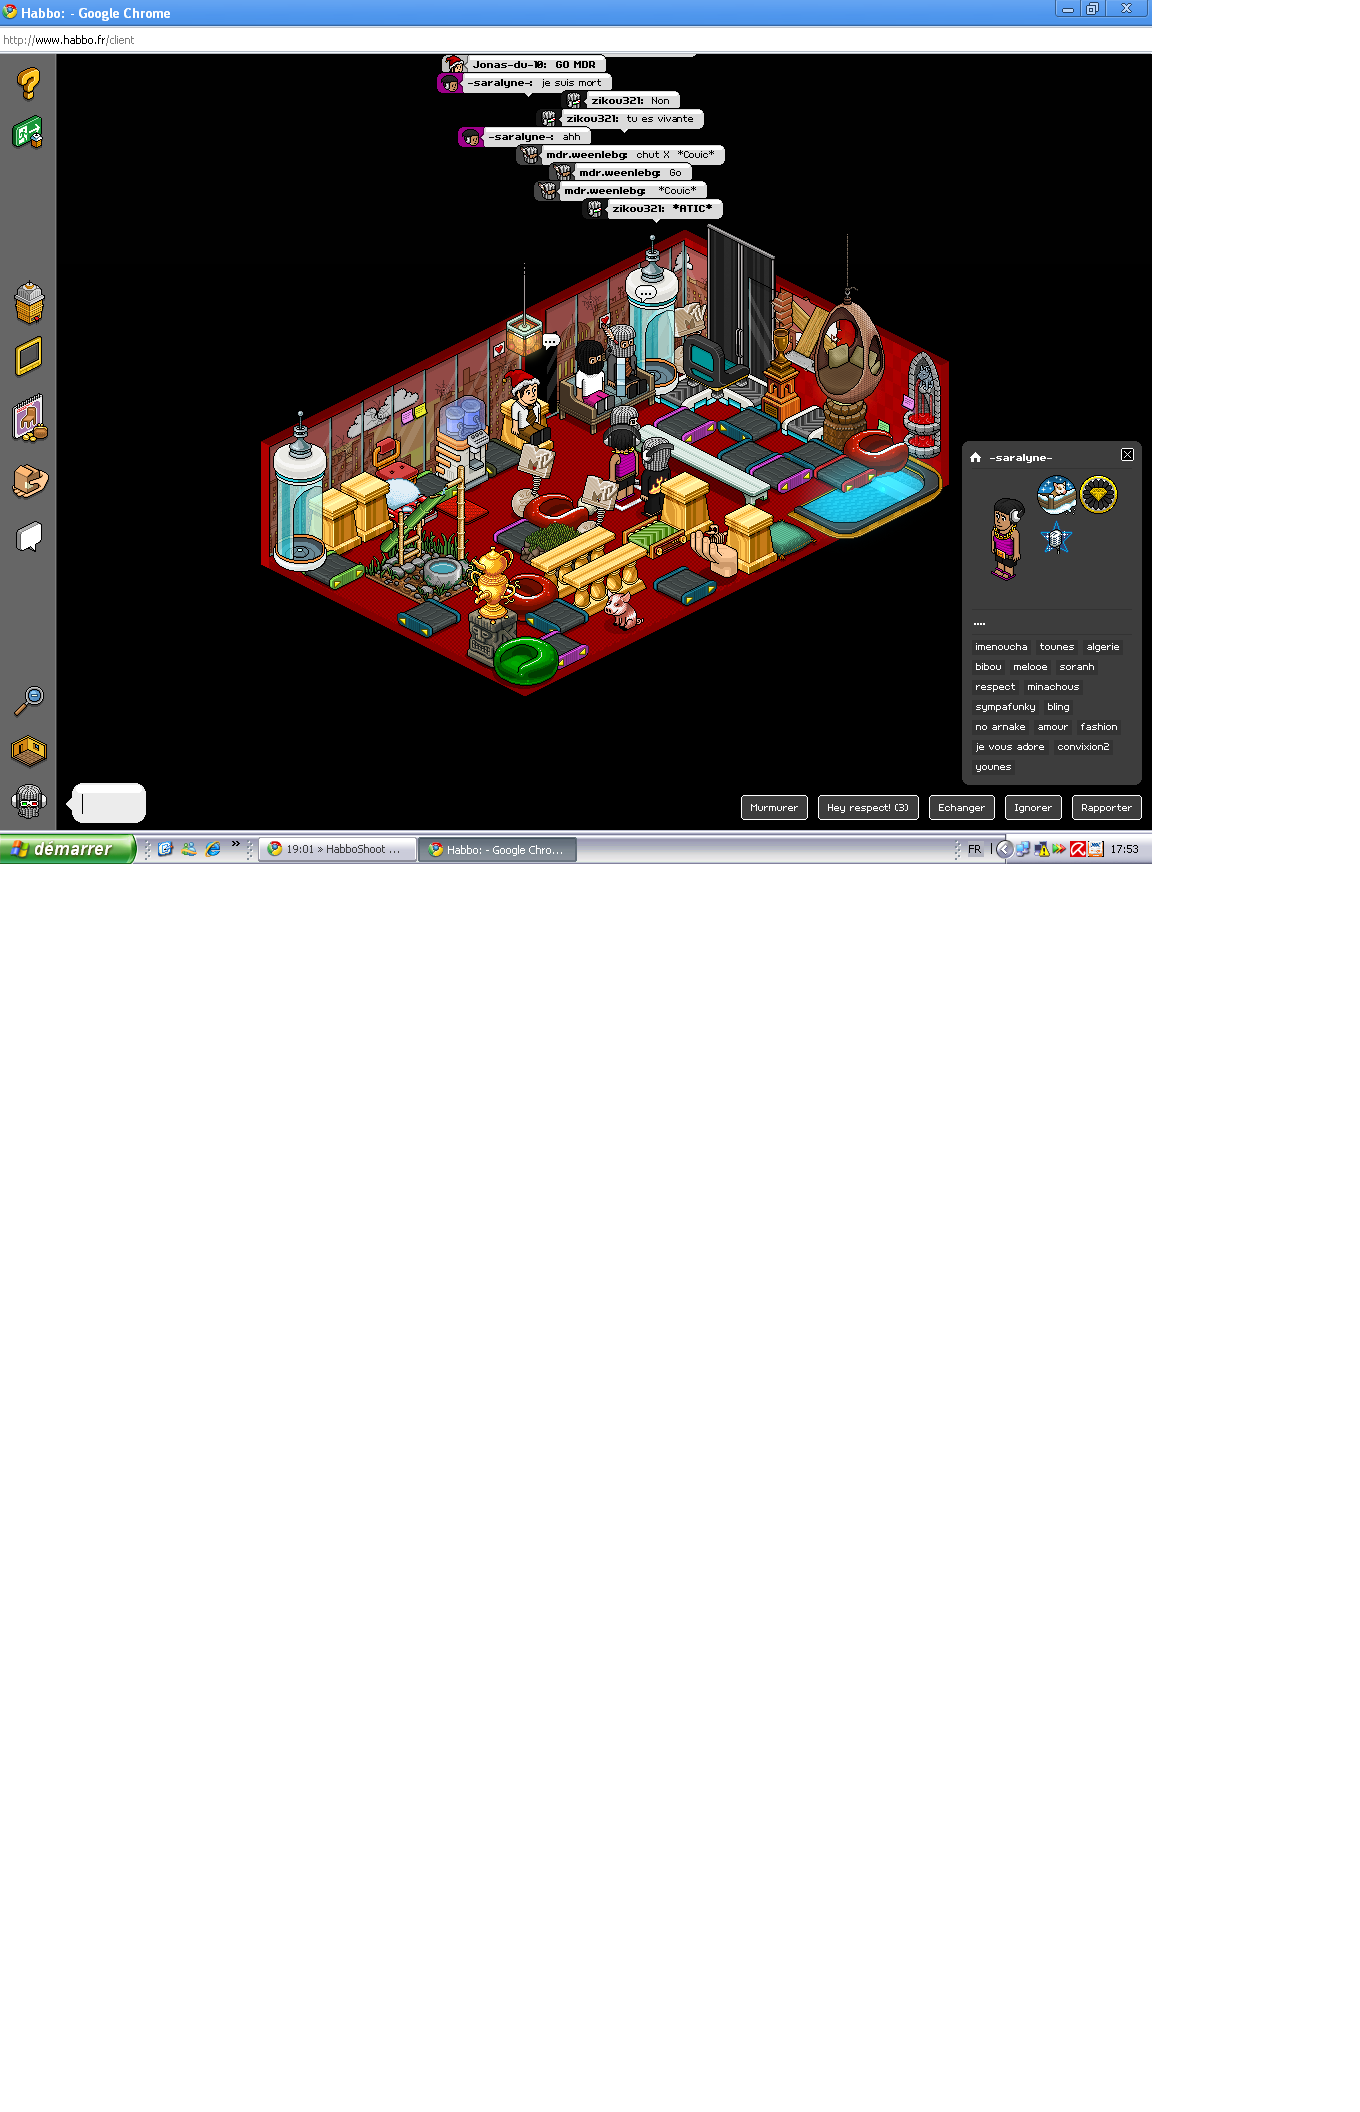 Habbo: - Google Chrome
http://www.habbo.fr/client
Jonas-du-10: GO MDR
-saralyne-: je suis mort
zikou321: Non
zikou321: tu es vivante
-saralyne-: ahh
mdr.weenlebg: chut X *Couic*
mdr.weenlebg: Go
mdr.weenlebg: *Couic*
zikou321: *ATIC*
-saralyne-
....
imenoucha tounes algerie
bibou melooe soranh
respect minachous
sympafunky bling
no arnake amour fashion
je vous adore convixion2
younes
Murmurer Hey respect! (3) Echanger Ignorer Rapporter
démarrer 19:01 » HabboShoot ... Habbo: - Google Chro... FR 17:53